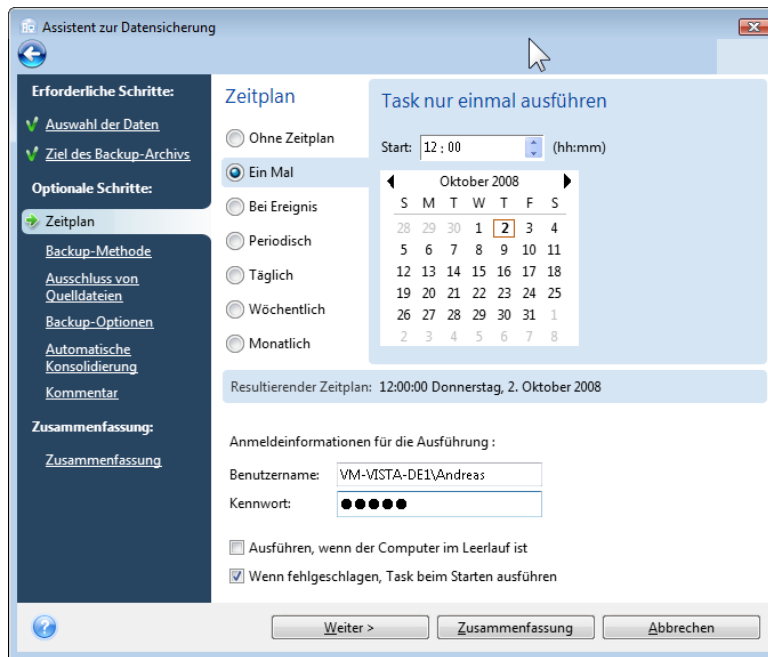 Assistent zur Datensicherung
Erforderliche Schritte:
Auswahl der Daten
Ziel des Backup-Archivs
Optionale Schritte:
Zeitplan
Backup-Methode
Ausschluss von
Quelldateien
Backup-Optionen
Automatische
Konsolidierung
Kommentar
Zusammenfassung:
Zusammenfassung
Zeitplan
Ohne Zeitplan
Ein Mal
Bei Ereignis
Periodisch
Täglich
Wöchentlich
Monatlich
Task nur einmal ausführen
Start: 12 : 00 (hh:mm)
Oktober 2008
S M T W T F S
28 29 30 1 2 3 4
5 6 7 8 9 10 11
12 13 14 15 16 17 18
19 20 21 22 23 24 25
26 27 28 29 30 31 1
2 3 4 5 6 7 8
Resultierender Zeitplan: 12:00:00 Donnerstag, 2. Oktober 2008
Anmeldeinformationen für die Ausführung :
Benutzername: VM-VISTA-DE1\Andreas
Kennwort: ●●●●●
Ausführen, wenn der Computer im Leerlauf ist
Wenn fehlgeschlagen, Task beim Starten ausführen
Weiter > Zusammenfassung Abbrechen